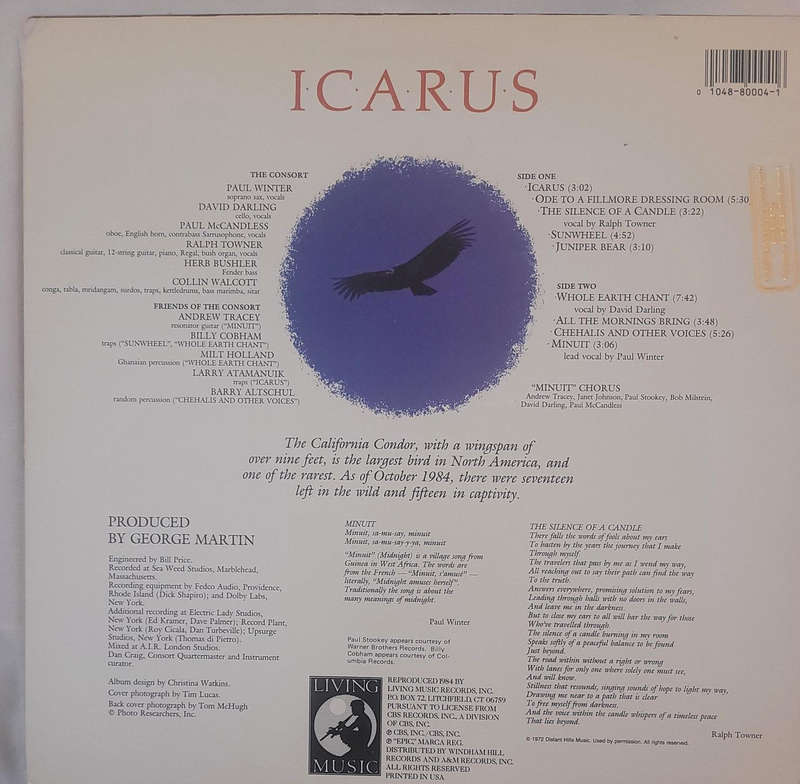 I·C·A·R·U·S
0 1048-80004-1
THE CONSORT
PAUL WINTER
soprano sax, vocals
DAVID DARLING
cello, vocals
PAUL McCANDLESS
oboe, English horn, contrabass Sarrusophone, vocals
RALPH TOWNER
classical guitar, 12-string guitar, piano, Regal, bush organ, vocals
HERB BUSHLER
Fender bass
COLLIN WALCOTT
conga, tabla, mridangam, surdos, traps, kettledrums, bass marimba, sitar
FRIENDS OF THE CONSORT
ANDREW TRACEY
resonator guitar ("MINUIT")
BILLY COBHAM
traps ("SUNWHEEL", "WHOLE EARTH CHANT")
MILT HOLLAND
Ghanaian percussion ("WHOLE EARTH CHANT")
LARRY ATAMANUIK
traps ("ICARUS")
BARRY ALTSCHUL
random percussion ("CHEHALIS AND OTHER VOICES")
SIDE ONE
·ICARUS (3:02)
·ODE TO A FILLMORE DRESSING ROOM (5:30
·THE SILENCE OF A CANDLE (3:22)
vocal by Ralph Towner
·SUNWHEEL (4:52)
·JUNIPER BEAR (3:10)
SIDE TWO
·WHOLE EARTH CHANT (7:42)
vocal by David Darling
·ALL THE MORNINGS BRING (3:48)
·CHEHALIS AND OTHER VOICES (5:26)
·MINUIT (3:06)
lead vocal by Paul Winter
"MINUIT" CHORUS
Andrew Tracey, Janet Johnson, Paul Stookey, Bob Milstein,
David Darling, Paul McCandless
The California Condor, with a wingspan of
over nine feet, is the largest bird in North America, and
one of the rarest. As of October 1984, there were seventeen
left in the wild and fifteen in captivity.
PRODUCED
BY GEORGE MARTIN
Engineered by Bill Price.
Recorded at Sea Weed Studios, Marblehead,
Massachusetts.
Recording equipment by Fedco Audio, Providence,
Rhode Island (Dick Shapiro); and Dolby Labs,
New York.
Additional recording at Electric Lady Studios,
New York (Ed Kramer, Dave Palmer); Record Plant,
New York (Roy Cicala, Dan Turbeville); Upsurge
Studios, New York (Thomas di Pietro).
Mixed at A.I.R. London Studios.
Dan Craig, Consort Quartermaster and Instrument
curator.
Album design by Christina Watkins.
Cover photograph by Tim Lucas.
Back cover photograph by Tom McHugh
© Photo Researchers, Inc.
MINUIT
Minuit, sa-mu-say, minuit
Minuit, sa-mu-say-y-ya, minuit
"Minuit" (Midnight) is a village song from
Guinea in West Africa. The words are
from the French — "Minuit, s'amuse" —
literally, "Midnight amuses herself".
Traditionally the song is about the
many meanings of midnight.
Paul Winter
Paul Stookey appears courtesy of
Warner Brothers Records. Billy
Cobham appears courtesy of Col-
umbia Records.
LIVING
MUSIC
REPRODUCED 1984 BY
LIVING MUSIC RECORDS, INC.
P.O. BOX 72, LITCHFIELD, CT 06759
PURSUANT TO LICENSE FROM
CBS RECORDS, INC., A DIVISION
OF CBS, INC.
℗ CBS, INC./CBS, INC.
℗ "EPIC," MARCA REG.
DISTRIBUTED BY WINDHAM HILL
RECORDS AND A&M RECORDS, INC.
ALL RIGHTS RESERVED
PRINTED IN USA
THE SILENCE OF A CANDLE
There falls the words of fools about my ears
To hasten by the years the journey that I make
Through myself.
The travelers that pass by me as I wend my way,
All reaching out to say their path can find the way
To the truth.
Answers everywhere, promising solution to my fears,
Leading through halls with no doors in the walls,
And leave me in the darkness.
But to close my ears to all will bar the way for those
Who've travelled through.
The silence of a candle burning in my room
Speaks softly of a peaceful balance to be found
Just beyond.
The road within without a right or wrong
With lanes for only one where solely one must see,
And will know.
Stillness that resounds, singing sounds of hope to light my way,
Drawing me near to a path that is clear
To free myself from darkness.
And the voice within the candle whispers of a timeless peace
That lies beyond.
Ralph Towner
© 1972 Distant Hills Music. Used by permission. All rights reserved.